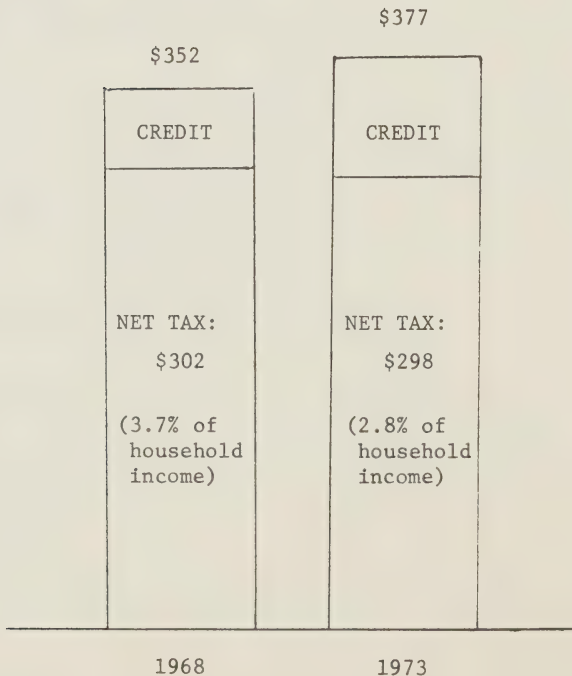 $377
$352
CREDIT
CREDIT
NET TAX:
$302
(3.7% of
household
income)
NET TAX:
$298
(2.8% of
household
income)
1968
1973